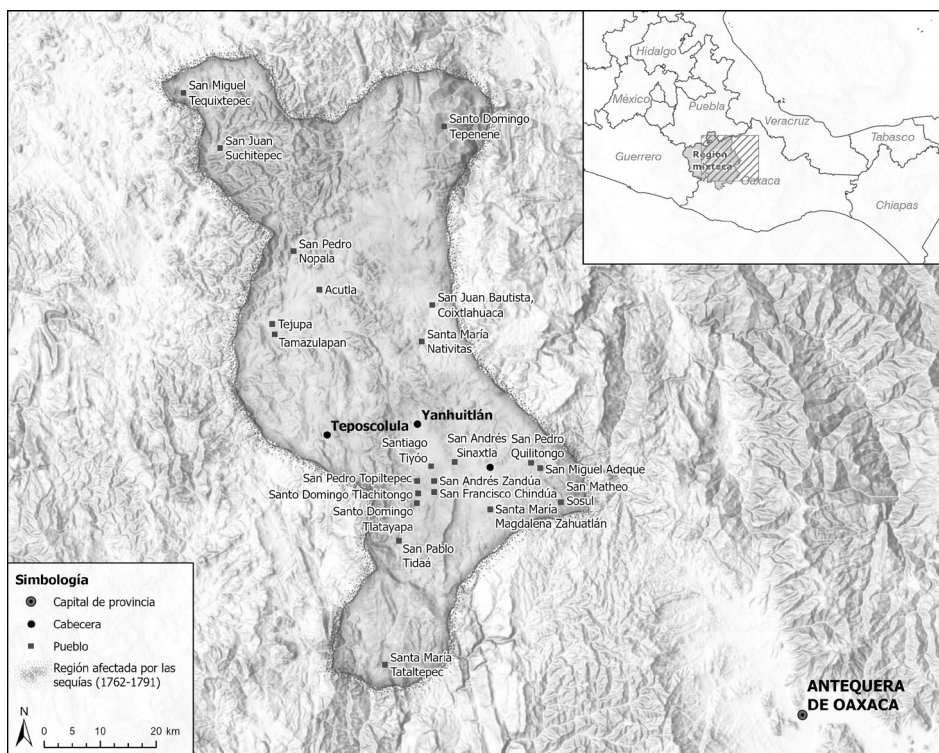 San Miguel
Tequixtepec
San Juan
Suchitepec
Santo Domingo
Tepenene
San Pedro
Nopala
Acutla
San Juan Bautista,
Coixtlahuaca
Tejupa
Tamazulapan
Santa María
Nativitas
Teposcolula
Yanhuitlán
Santiago
Tiyóo
San Andrés
Sinaxtla
San Pedro
Quilitongo
San Miguel Adeque
San Pedro Topiltepec
San Andrés Zandúa
San Matheo
Sosul
Santo Domingo Tlachitongo
San Francisco Chindúa
Santo Domingo
Tlatayapa
Santa María
Magdalena Zahuatlán
San Pablo
Tidaá
Santa María
Tataltepec
ANTEQUERA
DE OAXACA
Hidalgo
México
Puebla
Veracruz
Tabasco
Guerrero
Región
mixteca
Oaxaca
Chiapas
Simbología
Capital de provincia
Cabecera
Pueblo
Región afectada por las
sequías (1762-1791)
N
0 5 10 20 km